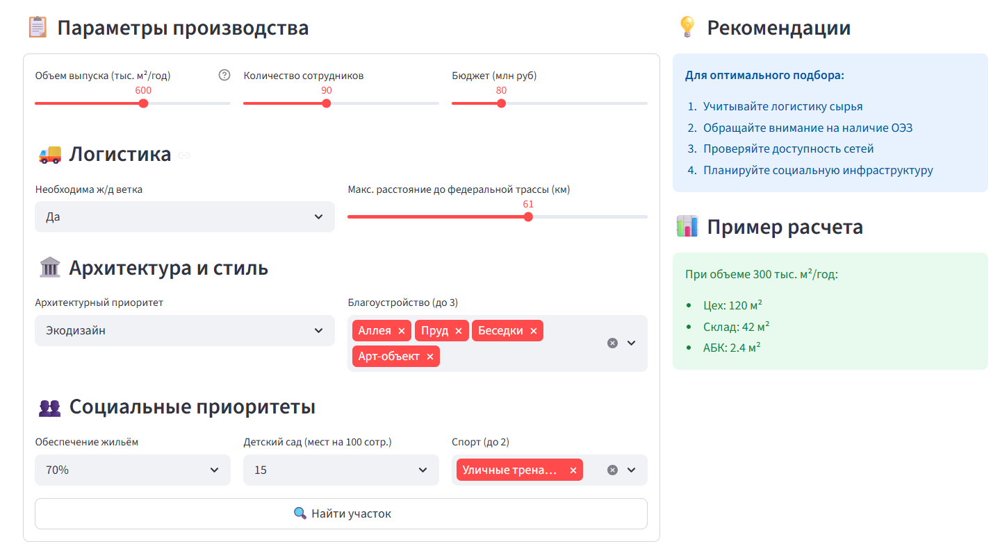 Параметры производства
Объем выпуска (тыс. м²/год)
Количество сотрудников
Бюджет (млн руб)
600
90
80
Логистика
Необходима ж/д ветка
Макс. расстояние до федеральной трассы (км)
61
Да
Архитектура и стиль
Архитектурный приоритет
Благоустройство (до 3)
Экодизайн
Аллея
Пруд
Беседки
Арт-объект
Социальные приоритеты
Обеспечение жильём
Детский сад (мест на 100 сотр.)
Спорт (до 2)
70%
15
Уличные трена...
Найти участок
Рекомендации
Для оптимального подбора:
1. Учитывайте логистику сырья
2. Обращайте внимание на наличие ОЭЗ
3. Проверяйте доступность сетей
4. Планируйте социальную инфраструктуру
Пример расчета
При объеме 300 тыс. м²/год:
• Цех: 120 м²
• Склад: 42 м²
• АБК: 2.4 м²